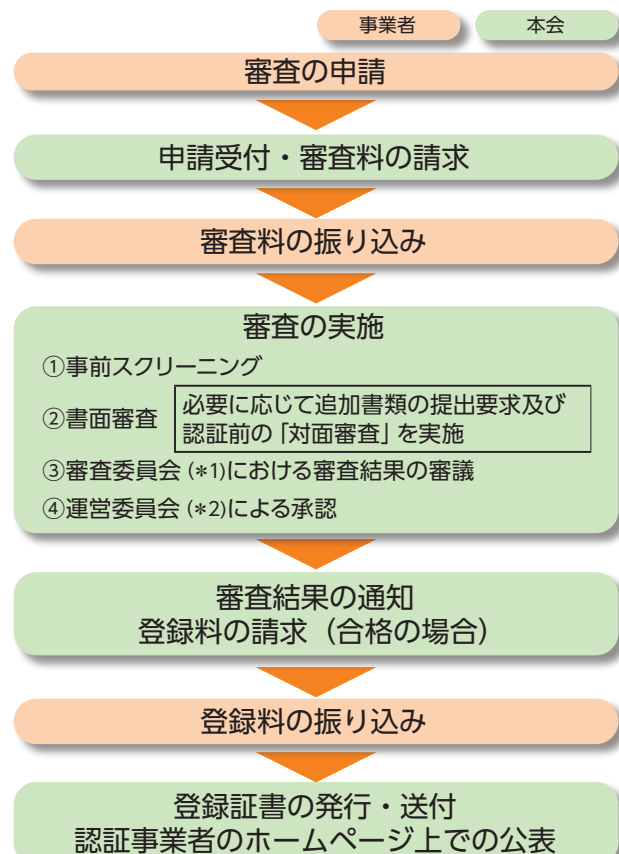 事業者 本会
審査の申請
申請受付・審査料の請求
審査料の振り込み
審査の実施
①事前スクリーニング
②書面審査 必要に応じて追加書類の提出要求及び
認証前の「対面審査」を実施
③審査委員会(*1)における審査結果の審議
④運営委員会(*2)による承認
審査結果の通知
登録料の請求（合格の場合）
登録料の振り込み
登録証書の発行・送付
認証事業者のホームページ上での公表